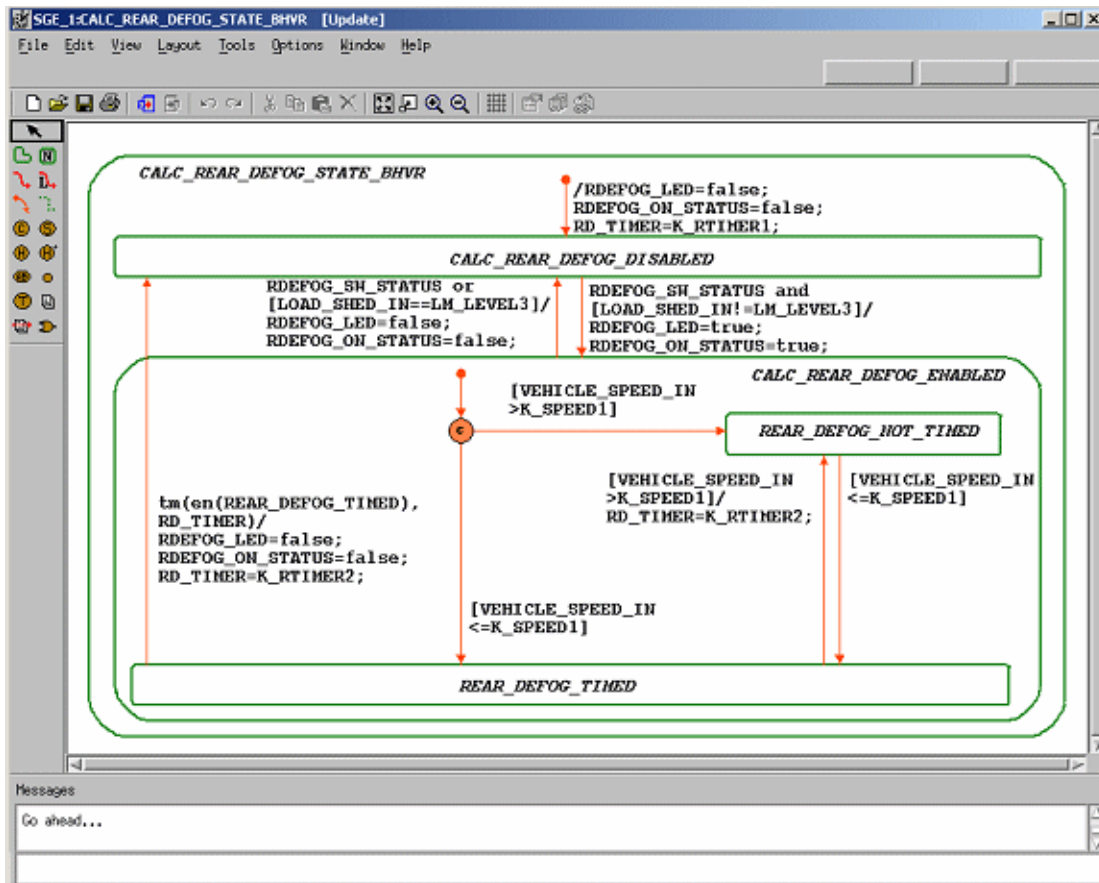 SGE_1:CALC_REAR_DEFOG_STATE_BHVR [Update]
File Edit View Layout Tools Options Window Help
CALC_REAR_DEFOG_STATE_BHVR
/RDEFOG_LED=false;
RDEFOG_ON_STATUS=false;
RD_TIMER=K_RTIMER1;
CALC_REAR_DEFOG_DISABLED
RDEFOG_SW_STATUS or
[LOAD_SHED_IN==LM_LEVEL3]/
RDEFOG_LED=false;
RDEFOG_ON_STATUS=false;
RDEFOG_SW_STATUS and
[LOAD_SHED_IN!=LM_LEVEL3]/
RDEFOG_LED=true;
RDEFOG_ON_STATUS=true;
CALC_REAR_DEFOG_ENABLED
[VEHICLE_SPEED_IN
>K_SPEED1]
C
REAR_DEFOG_NOT_TIMED
[VEHICLE_SPEED_IN
>K_SPEED1]/
RD_TIMER=K_RTIMER2;
[VEHICLE_SPEED_IN
<=K_SPEED1]
tm(en(REAR_DEFOG_TIMED),
RD_TIMER)/
RDEFOG_LED=false;
RDEFOG_ON_STATUS=false;
RD_TIMER=K_RTIMER2;
[VEHICLE_SPEED_IN
<=K_SPEED1]
REAR_DEFOG_TIMED
Messages
Go ahead...